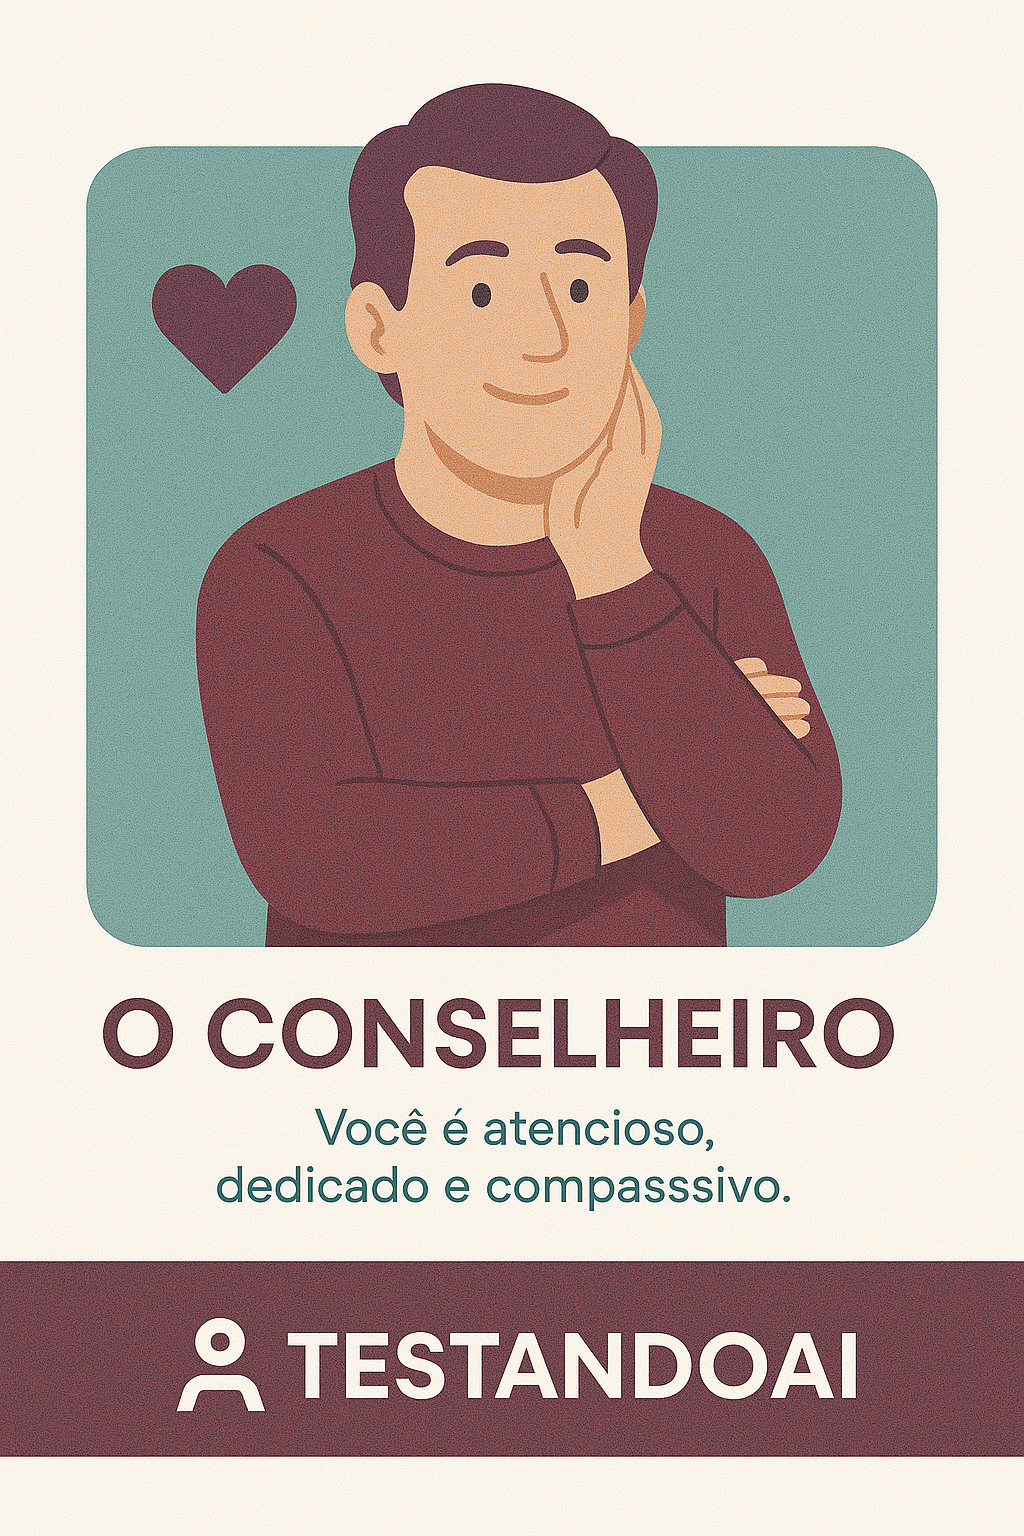 O CONSELHEIRO
Você é atencioso,
dedicado e compasssivo.
TESTANDOAI